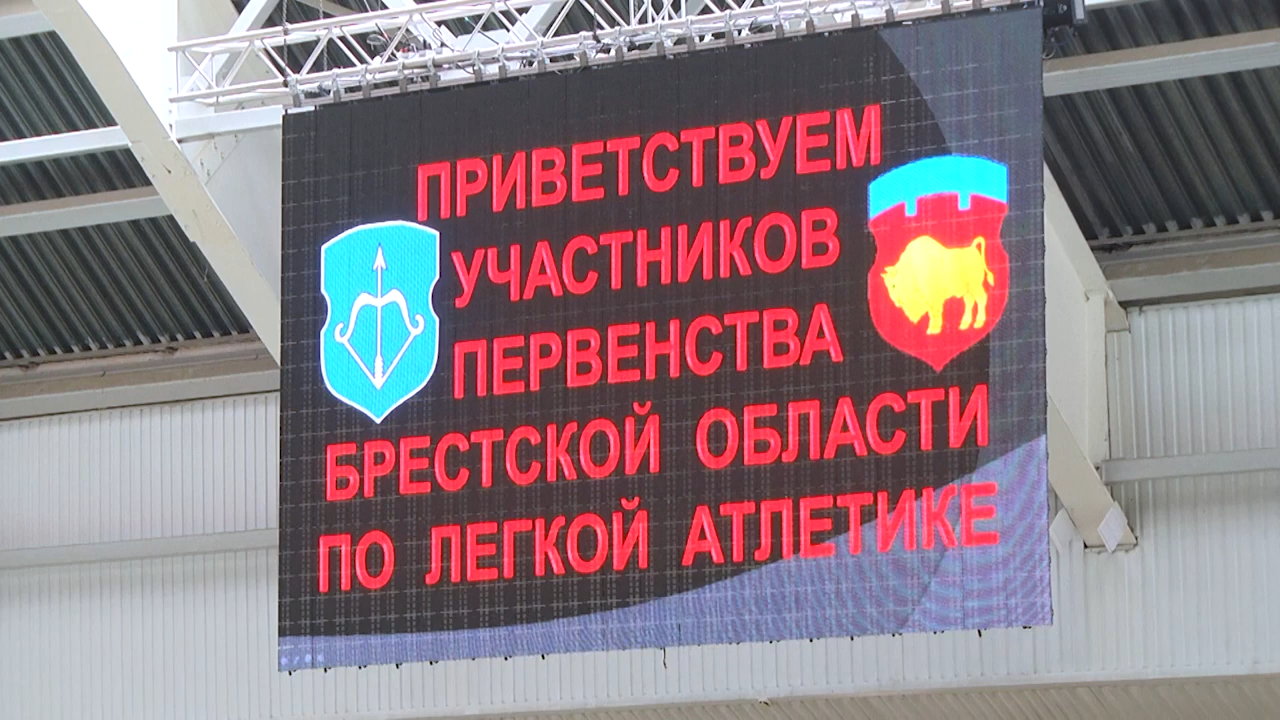 ПРИВЕТСТВУЕМ
УЧАСТНИКОВ
ПЕРВЕНСТВА
БРЕСТСКОЙ ОБЛАСТИ
ПО ЛЕГКОЙ АТЛЕТИКЕ